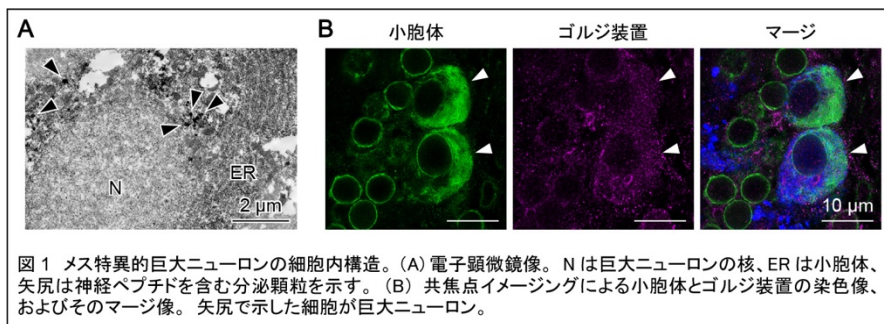 A
B
小胞体
ゴルジ装置
マージ
N
ER
2 μm
10 μm
図1 メス特異的巨大ニューロンの細胞内構造。(A)電子顕微鏡像。 Nは巨大ニューロンの核、ERは小胞体、
矢尻は神経ペプチドを含む分泌顆粒を示す。(B) 共焦点イメージングによる小胞体とゴルジ装置の染色像、
およびそのマージ像。 矢尻で示した細胞が巨大ニューロン。